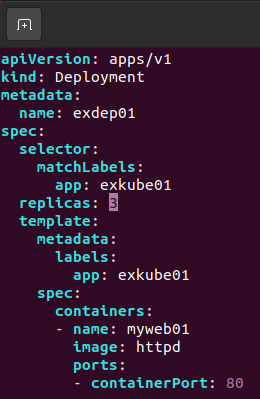 apiVersion: apps/v1
kind: Deployment
metadata:
  name: exdep01
spec:
  selector:
    matchLabels:
      app: exkube01
  replicas: 3
  template:
    metadata:
      labels:
        app: exkube01
    spec:
      containers:
      - name: myweb01
        image: httpd
        ports:
        - containerPort: 80